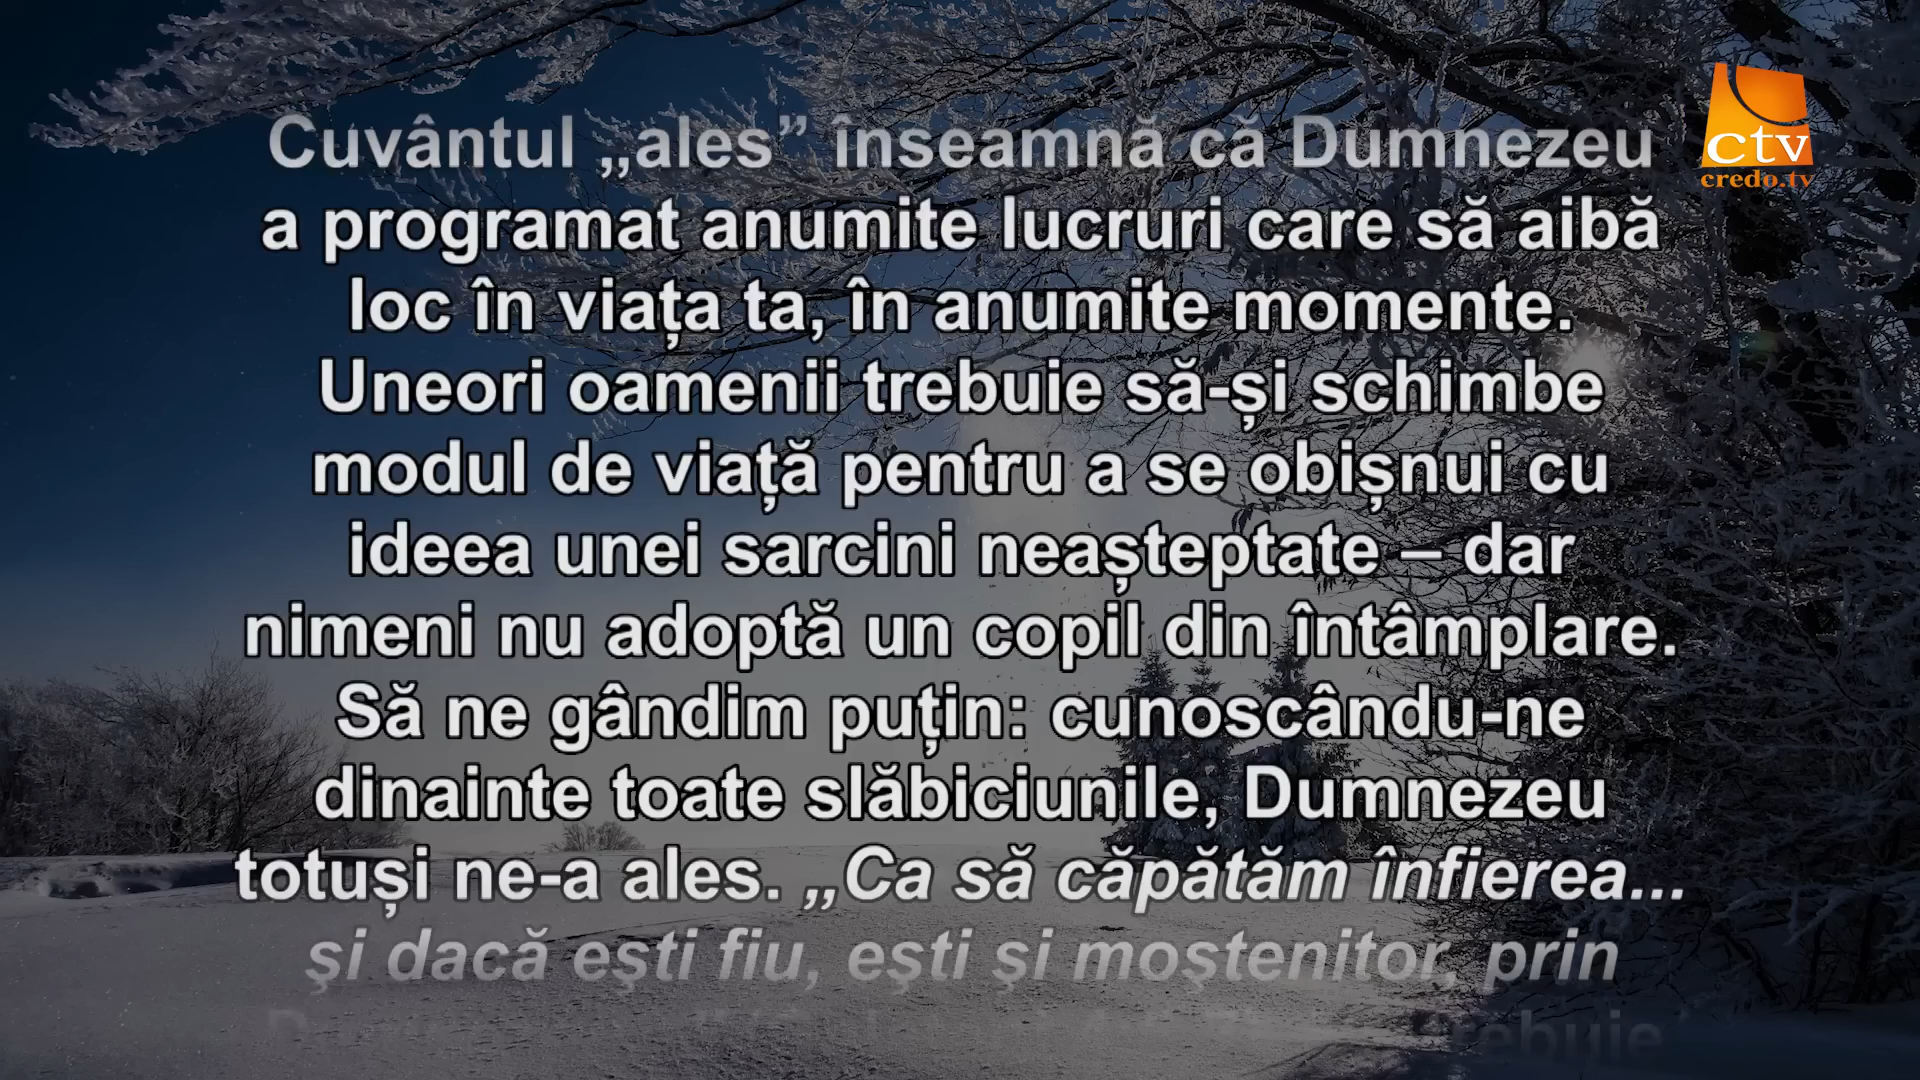 Cuvântul „ales” înseamnă că Dumnezeu
a programat anumite lucruri care să aibă
loc în viața ta, în anumite momente.
Uneori oamenii trebuie să-și schimbe
modul de viață pentru a se obișnui cu
ideea unei sarcini neașteptate – dar
nimeni nu adoptă un copil din întâmplare.
Să ne gândim puțin: cunoscându-ne
dinainte toate slăbiciunile, Dumnezeu
totuși ne-a ales. „Ca să căpătăm înfierea...
şi dacă eşti fiu, eşti şi moştenitor, prin
trebuie
ctv
credo.tv